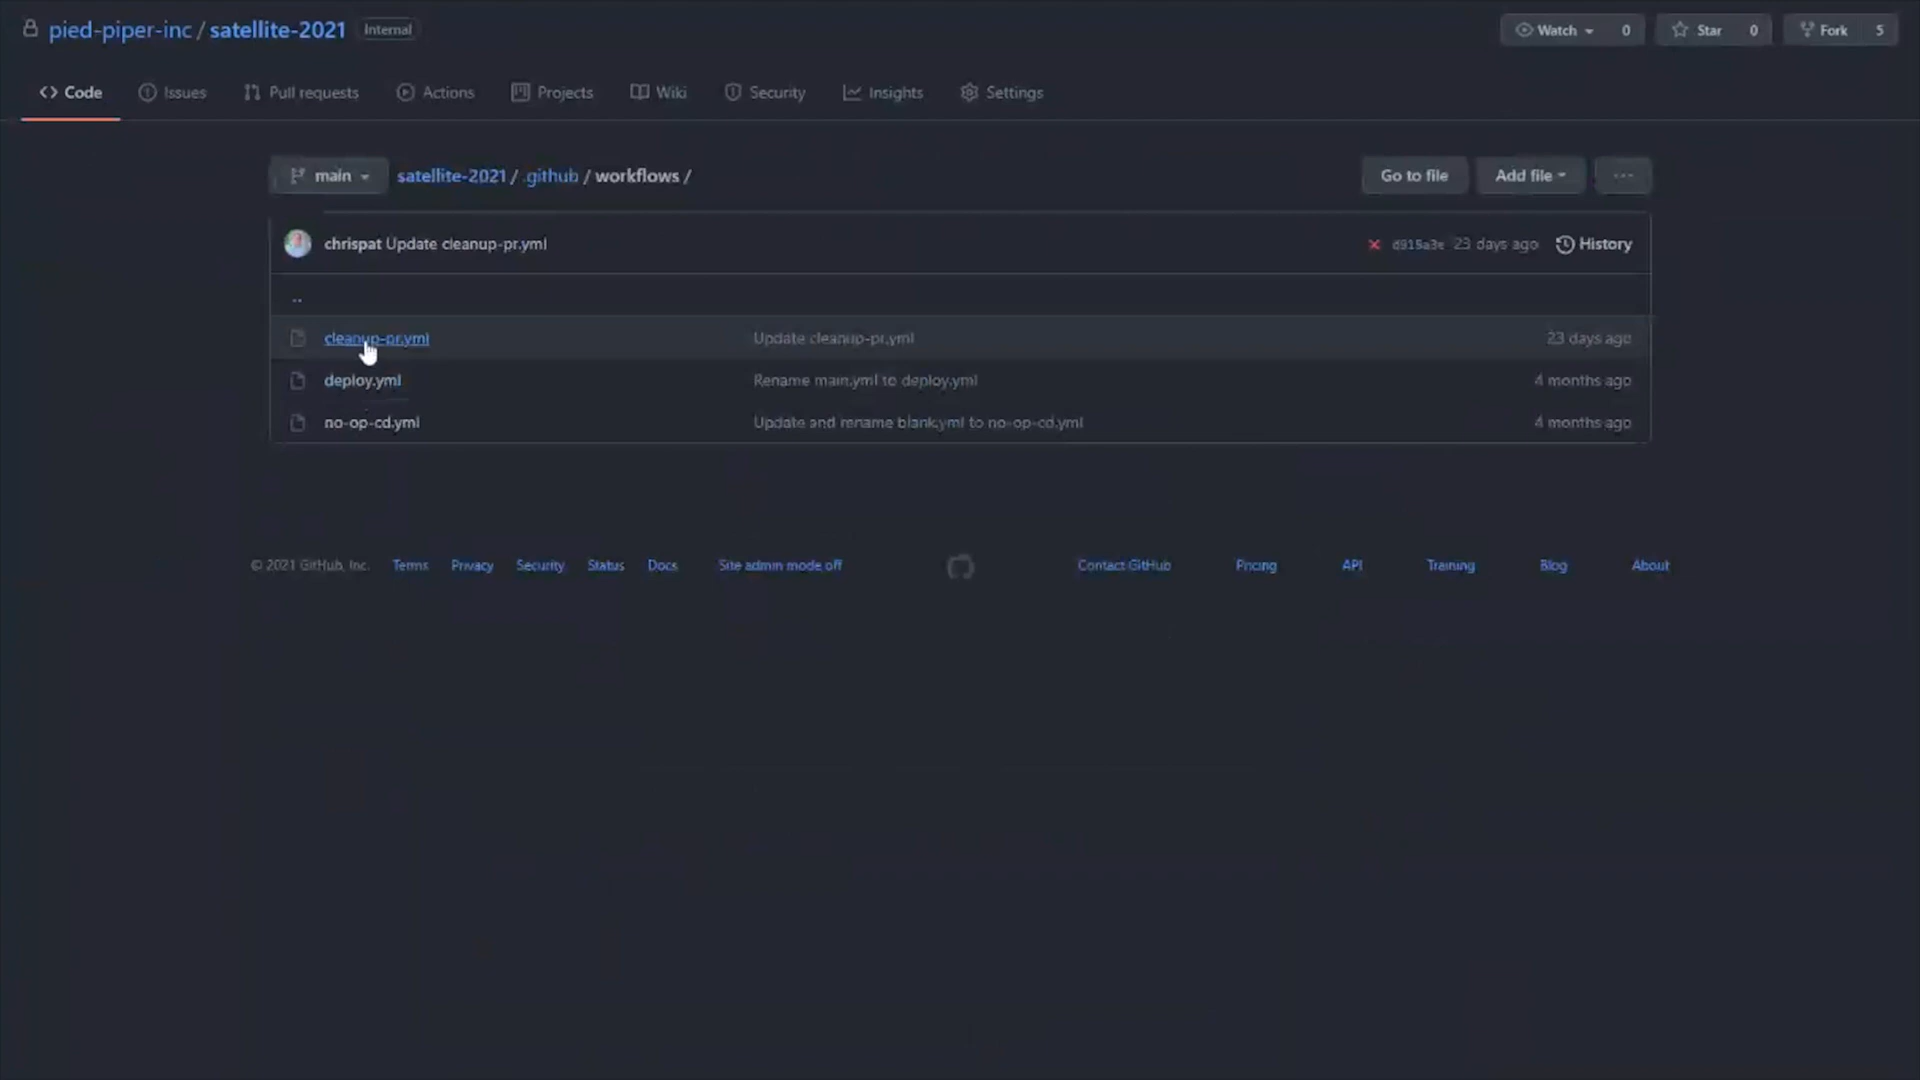 pied-piper-inc / satellite-2021 Internal Watch 0 Star 0 Fork 5
Code Issues Pull requests Actions Projects Wiki Security Insights Settings
main satellite-2021 / .github / workflows / Go to file Add file ...
chrispat Update cleanup-pr.yml d915a3e 23 days ago History
..
cleanup-pr.yml Update cleanup-pr.yml 23 days ago
deploy.yml Rename main.yml to deploy.yml 4 months ago
no-op-cd.yml Update and rename blank.yml to no-op-cd.yml 4 months ago
© 2021 GitHub, Inc. Terms Privacy Security Status Docs Site admin mode off Contact GitHub Pricing API Training Blog About